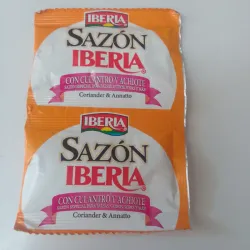 IBERIA
SAZÓN
IBERIA
CON CULANTRO Y ACHIOTE
Coriander & Annatto
IBERIA
SAZÓN
IBERIA
CON CULANTRO Y ACHIOTE
Coriander & Annatto